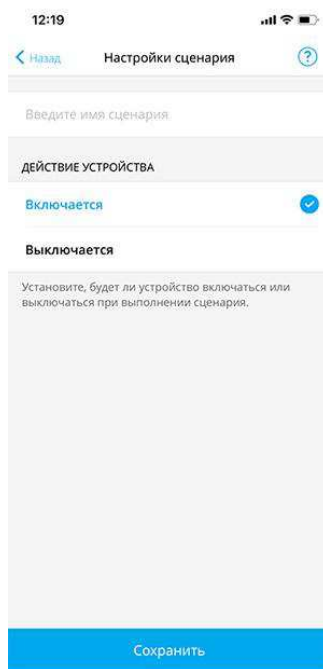 12:19
Назад
Настройки сценария
?
Введите имя сценария
ДЕЙСТВИЕ УСТРОЙСТВА
Включается
Выключается
Установите, будет ли устройство включаться или
выключаться при выполнении сценария.
Сохранить